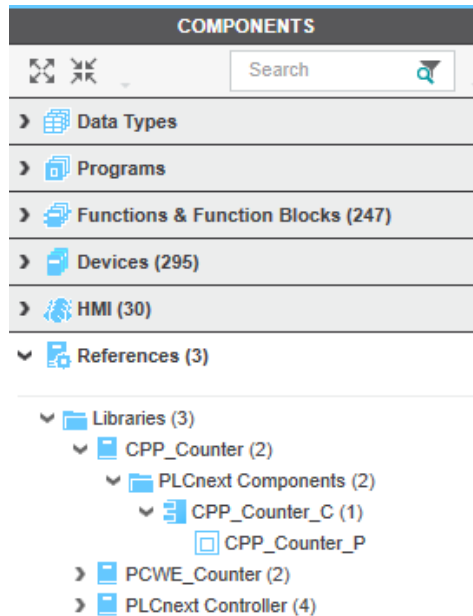 COMPONENTS
Search
Data Types
Programs
Functions & Function Blocks (247)
Devices (295)
HMI (30)
References (3)
Libraries (3)
CPP_Counter (2)
PLCnext Components (2)
CPP_Counter_C (1)
CPP_Counter_P
PCWE_Counter (2)
PLCnext Controller (4)